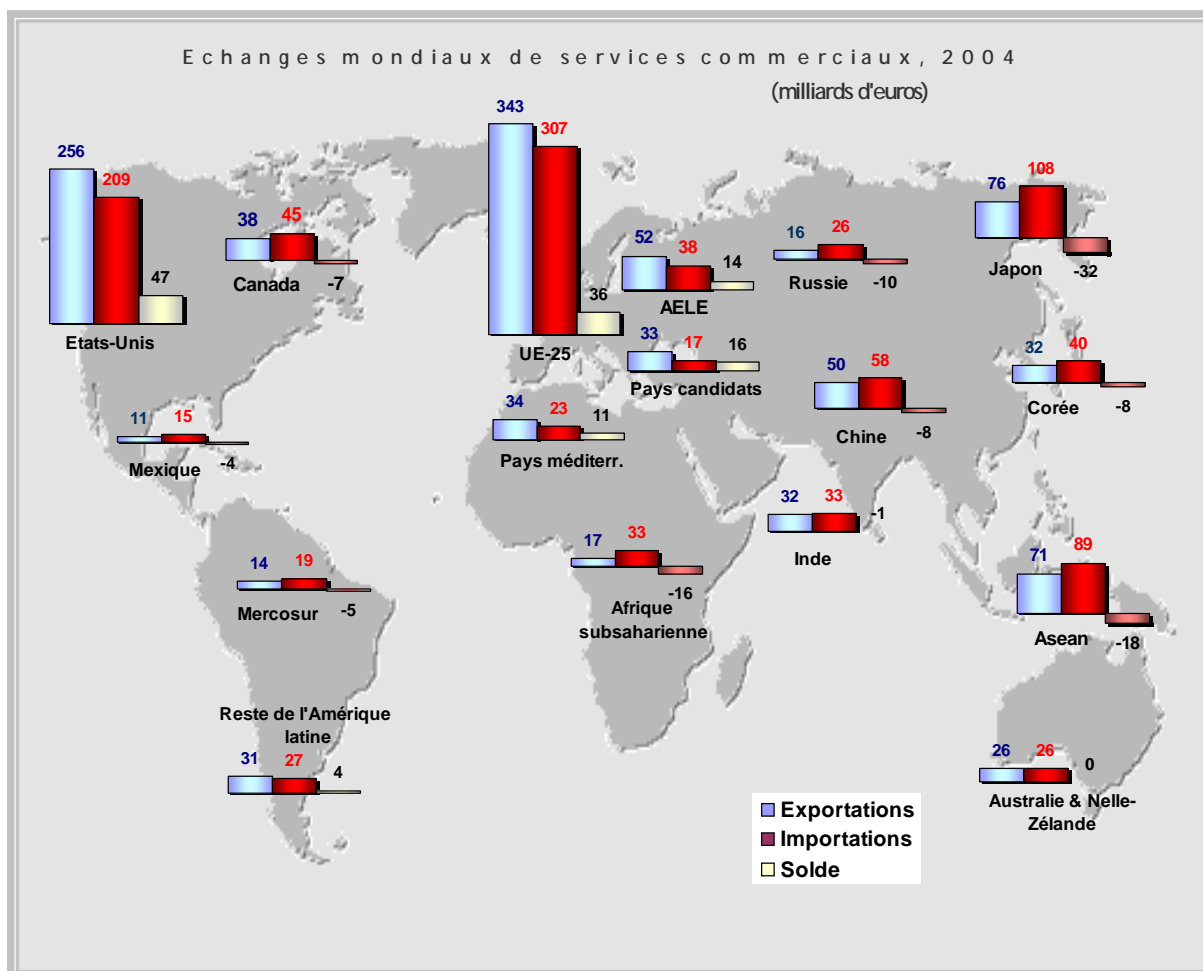 Echanges mondiaux de services commerciaux, 2004
(milliards d'euros)
256
209
47
Etats-Unis
38
45
-7
Canada
343
307
36
UE-25
52
38
14
AELE
16
26
-10
Russie
76
108
-32
Japon
33
17
16
Pays candidats
50
58
-8
Chine
32
40
-8
Corée
11
15
-4
Mexique
34
23
11
Pays méditerr.
32
33
-1
Inde
14
19
-5
Mercosur
17
33
-16
Afrique
subsaharienne
71
89
-18
Asean
Reste de l'Amérique
latine
31
27
4
26
26
0
Australie & Nelle-
Zélande
Exportations
Importations
Solde